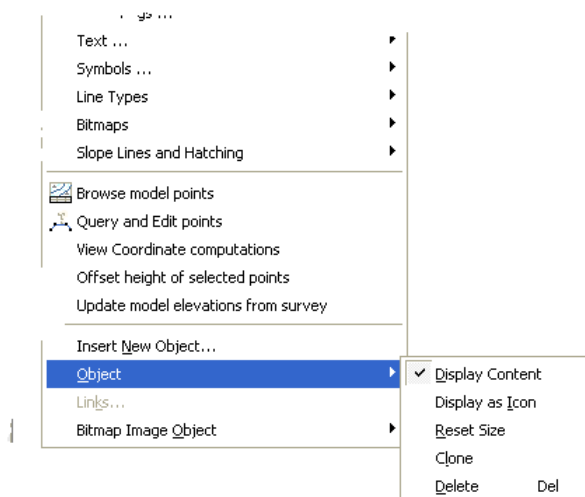 Text ...
Symbols ...
Line Types
Bitmaps
Slope Lines and Hatching
Browse model points
Query and Edit points
View Coordinate computations
Offset height of selected points
Update model elevations from survey
Insert New Object...
Object
Links...
Bitmap Image Object
Display Content
Display as Icon
Reset Size
Clone
Delete Del